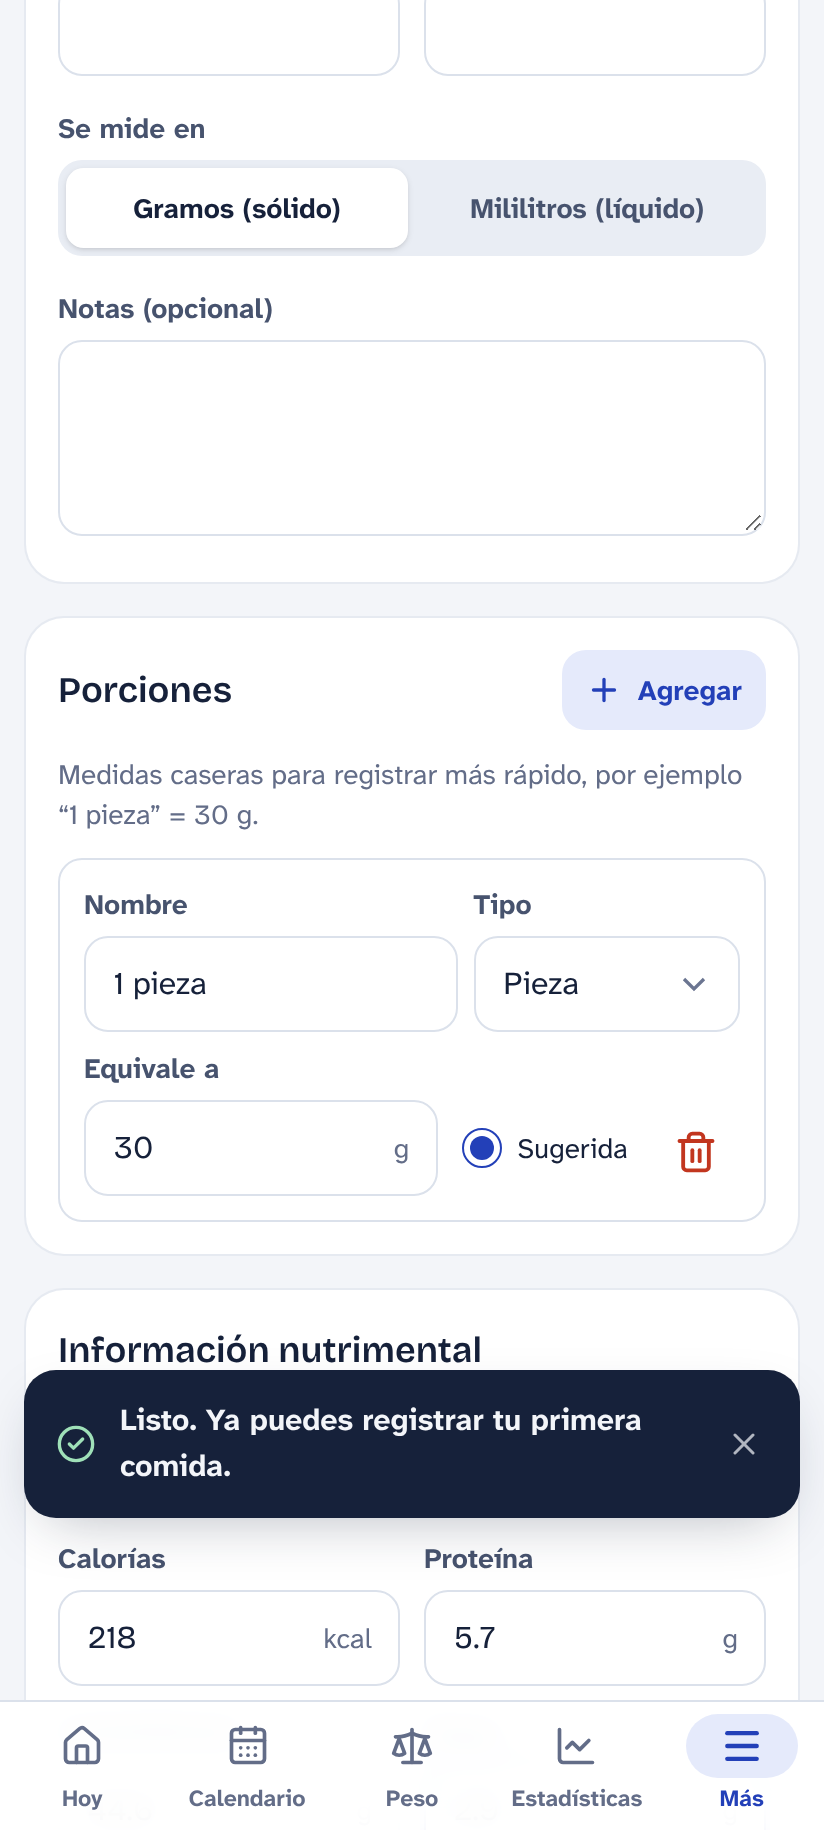 Se mide en
Gramos (sólido)
Mililitros (líquido)
Notas (opcional)
Porciones
Agregar
Medidas caseras para registrar más rápido, por ejemplo
“1 pieza” = 30 g.
Nombre
Tipo
1 pieza
Pieza
Equivale a
30 g
Sugerida
Información nutrimental
Listo. Ya puedes registrar tu primera
comida.
Calorías
Proteína
218 kcal
5.7 g
Hoy
Calendario
Peso
Estadísticas
Más